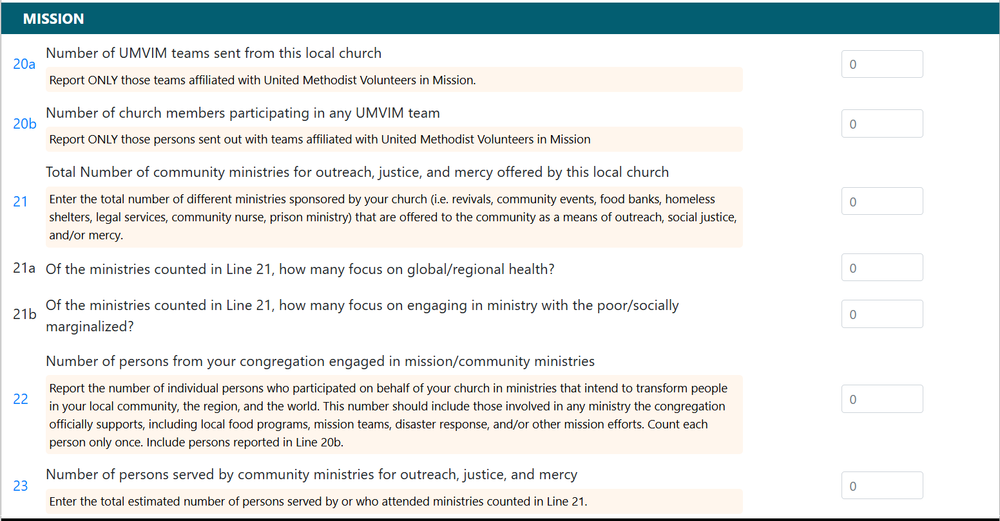 MISSION
20a
Number of UMVIM teams sent from this local church
0
Report ONLY those teams affiliated with United Methodist Volunteers in Mission.
20b
Number of church members participating in any UMVIM team
0
Report ONLY those persons sent out with teams affiliated with United Methodist Volunteers in Mission
Total Number of community ministries for outreach, justice, and mercy offered by this local church
21
Enter the total number of different ministries sponsored by your church (i.e. revivals, community events, food banks, homeless
shelters, legal services, community nurse, prison ministry) that are offered to the community as a means of outreach, social justice,
and/or mercy.
0
21a
Of the ministries counted in Line 21, how many focus on global/regional health?
0
21b
Of the ministries counted in Line 21, how many focus on engaging in ministry with the poor/socially
marginalized?
0
Number of persons from your congregation engaged in mission/community ministries
22
Report the number of individual persons who participated on behalf of your church in ministries that intend to transform people
in your local community, the region, and the world. This number should include those involved in any ministry the congregation
officially supports, including local food programs, mission teams, disaster response, and/or other mission efforts. Count each
person only once. Include persons reported in Line 20b.
0
23
Number of persons served by community ministries for outreach, justice, and mercy
0
Enter the total estimated number of persons served by or who attended ministries counted in Line 21.